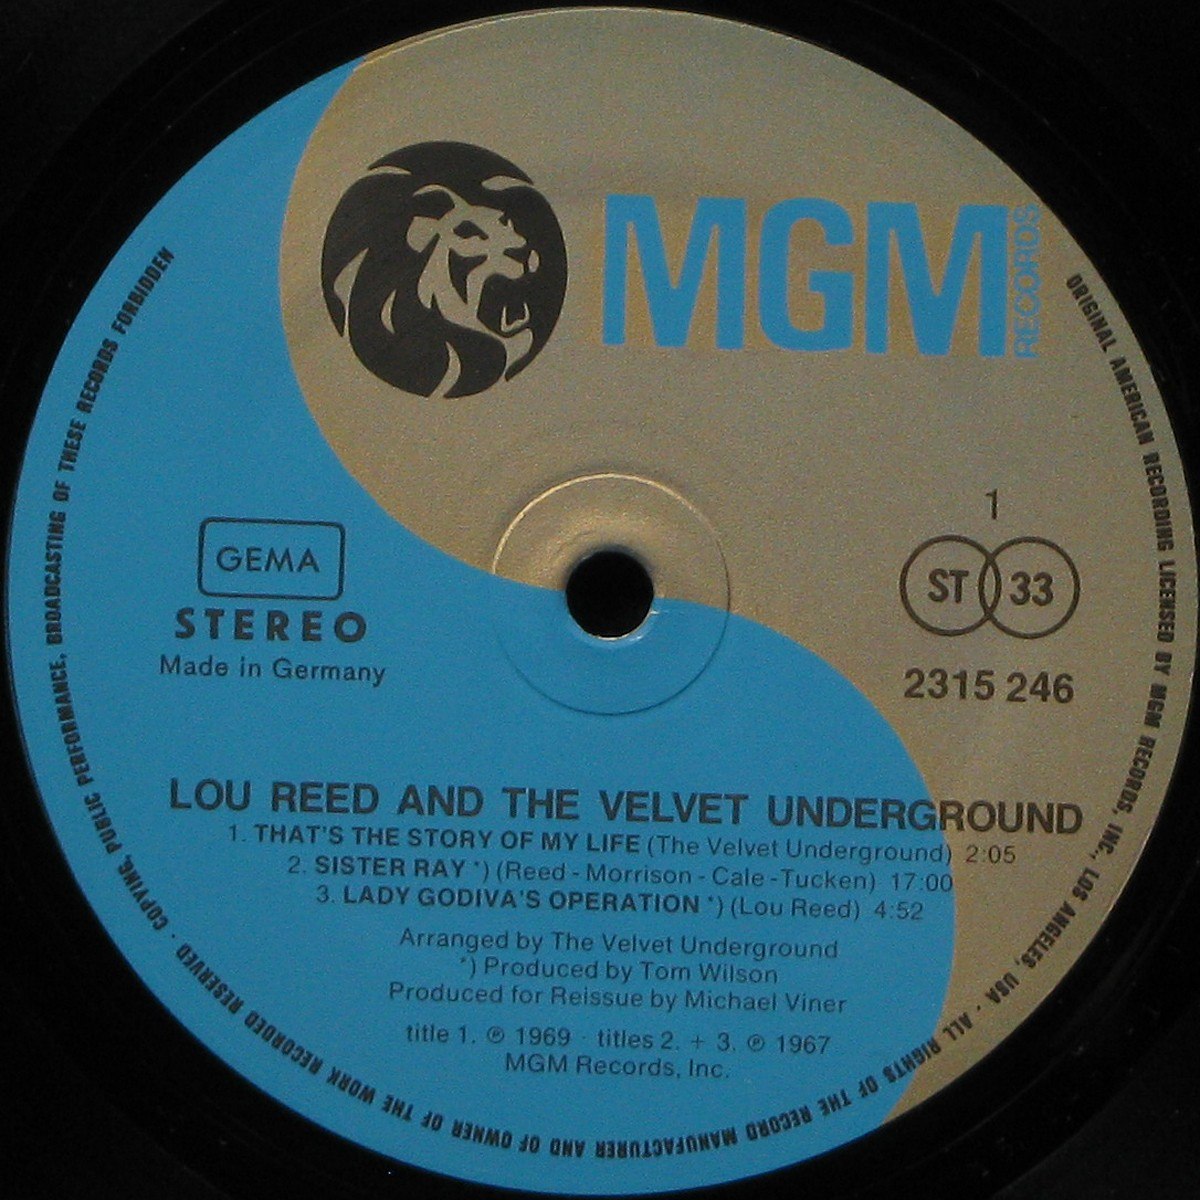 MGM
RECORDS
1
ST 33
2315 246
GEMA
STEREO
Made in Germany
LOU REED AND THE VELVET UNDERGROUND
1. THAT'S THE STORY OF MY LIFE (The Velvet Underground) 2:05
2. SISTER RAY *) (Reed - Morrison - Cale - Tucken) 17:00
3. LADY GODIVA'S OPERATION *) (Lou Reed) 4:52
Arranged by The Velvet Underground
*) Produced by Tom Wilson
Produced for Reissue by Michael Viner
title 1. ℗ 1969 · titles 2. + 3. ℗ 1967
MGM Records, Inc.
ORIGINAL AMERICAN RECORDING LICENSED BY MGM RECORDS, INC., LOS ANGELES, USA · ALL RIGHTS OF THE RECORD MANUFACTURER AND OF OWNER OF THE WORK RECORDED RESERVED · COPYING, PUBLIC PERFORMANCE, BROADCASTING OF THESE RECORDS FORBIDDEN